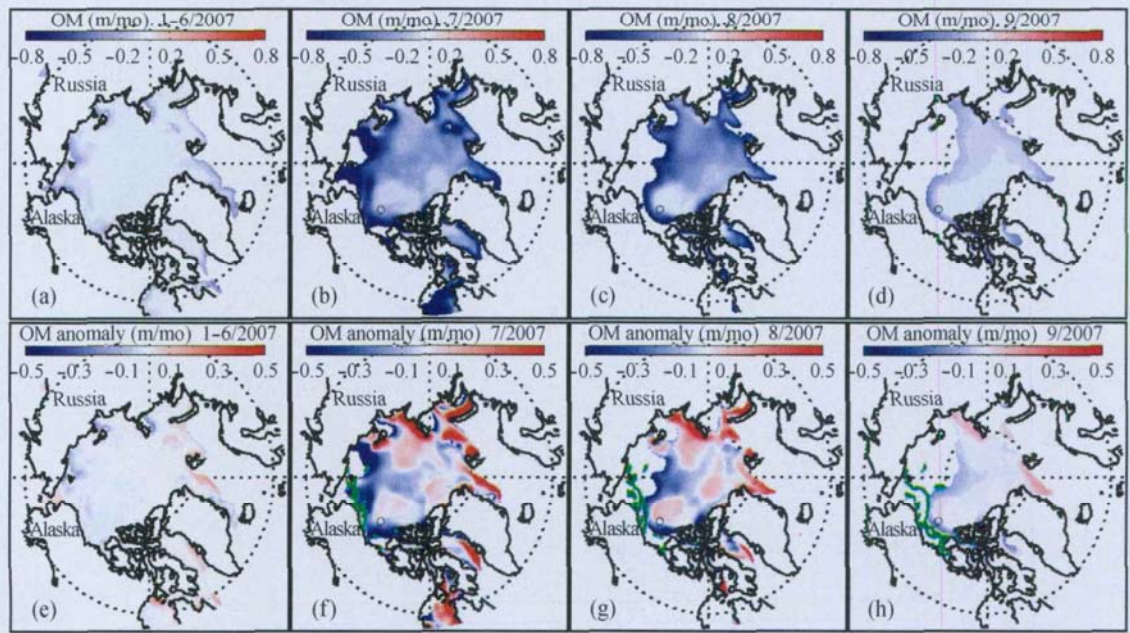 OM (m/mo) 1–6/2007
−0.8 −0.5 −0.2 0.2 0.5 0.8
Russia
Alaska
(a)
OM (m/mo) 7/2007
−0.8 −0.5 −0.2 0.2 0.5 0.8
Russia
Alaska
(b)
OM (m/mo) 8/2007
−0.8 −0.5 −0.2 0.2 0.5 0.8
Russia
Alaska
(c)
OM (m/mo) 9/2007
−0.8 −0.5 −0.2 0.2 0.5 0.8
Russia
Alaska
(d)
OM anomaly (m/mo) 1–6/2007
−0.5 −0.3 −0.1 0.1 0.3 0.5
Russia
Alaska
(e)
OM anomaly (m/mo) 7/2007
−0.5 −0.3 −0.1 0.1 0.3 0.5
Russia
Alaska
(f)
OM anomaly (m/mo) 8/2007
−0.5 −0.3 −0.1 0.1 0.3 0.5
Russia
Alaska
(g)
OM anomaly (m/mo) 9/2007
−0.5 −0.3 −0.1 0.1 0.3 0.5
Russia
Alaska
(h)